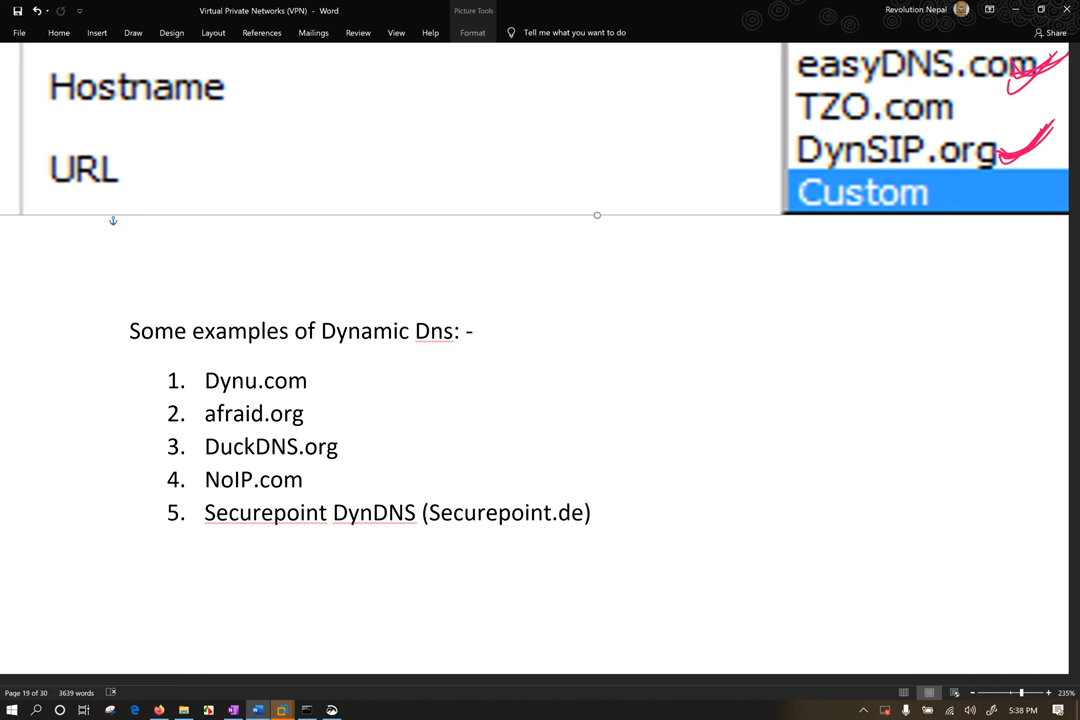 Virtual Private Networks (VPN) - Word
Picture Tools
Revolution Nepal
File Home Insert Draw Design Layout References Mailings Review View Help Format Tell me what you want to do Share
easyDNS.com
Hostname
TZO.com
DynSIP.org
URL
Custom
Some examples of Dynamic Dns: -
1. Dynu.com
2. afraid.org
3. DuckDNS.org
4. NoIP.com
5. Securepoint DynDNS (Securepoint.de)
Page 19 of 30 3639 words 235%
5:38 PM